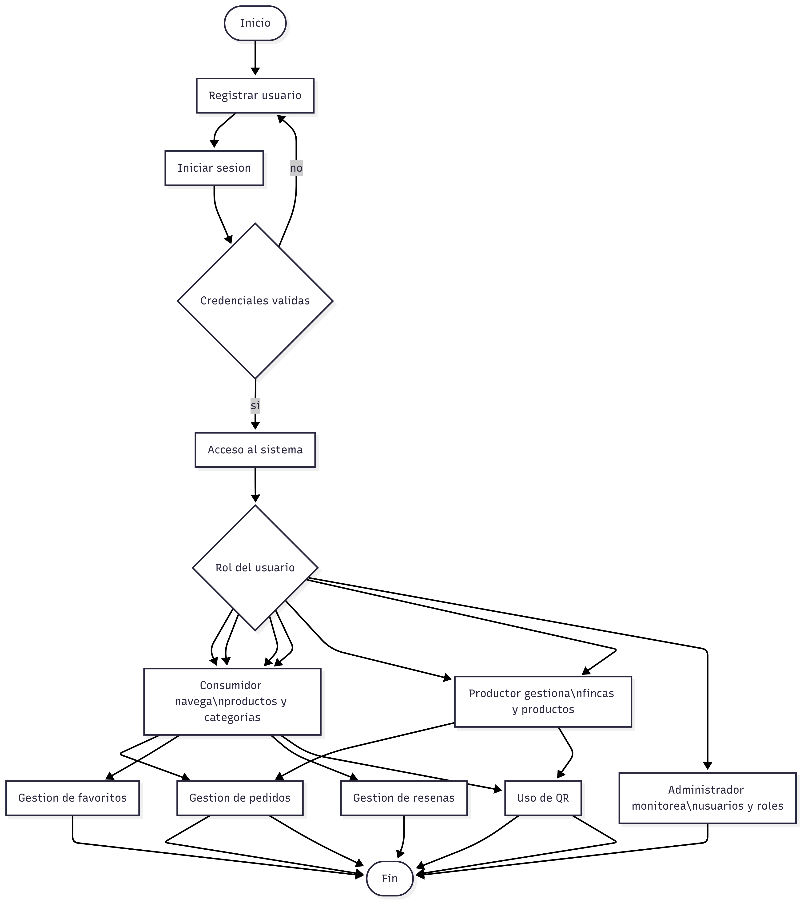 Inicio
Registrar usuario
Iniciar sesion
no
Credenciales validas
si
Acceso al sistema
Rol del usuario
Consumidor
navega\nproductos y
categorias
Productor gestiona\nfincas
y productos
Gestion de favoritos
Gestion de pedidos
Gestion de resenas
Uso de QR
Administrador
monitorea\nusuarios y roles
Fin